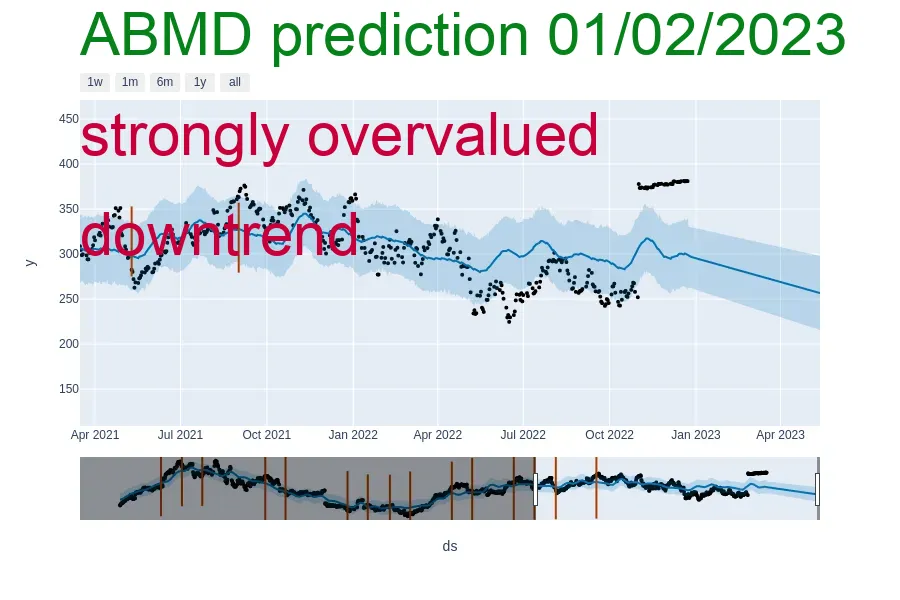 ABMD prediction 01/02/2023
1w 1m 6m 1y all
strongly overvalued
downtrend
450
400
350
300
250
200
150
y
Apr 2021 Jul 2021 Oct 2021 Jan 2022 Apr 2022 Jul 2022 Oct 2022 Jan 2023 Apr 2023
ds